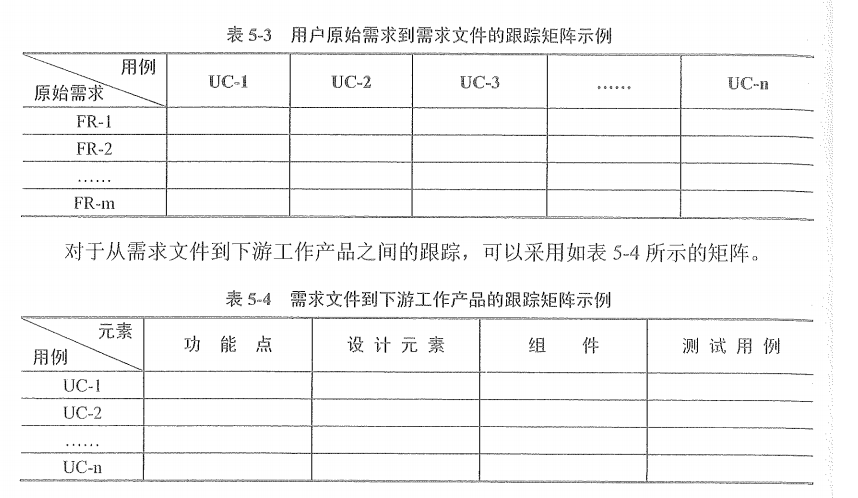 表 5-3 用户原始需求到需求文件的跟踪矩阵示例
用例 UC-1 UC-2 UC-3 …… UC-n
原始需求
FR-1
FR-2
……
FR-m
对于从需求文件到下游工作产品之间的跟踪，可以采用如表 5-4 所示的矩阵。
表 5-4 需求文件到下游工作产品的跟踪矩阵示例
元素 功能点 设计元素 组件 测试用例
用例
UC-1
UC-2
……
UC-n